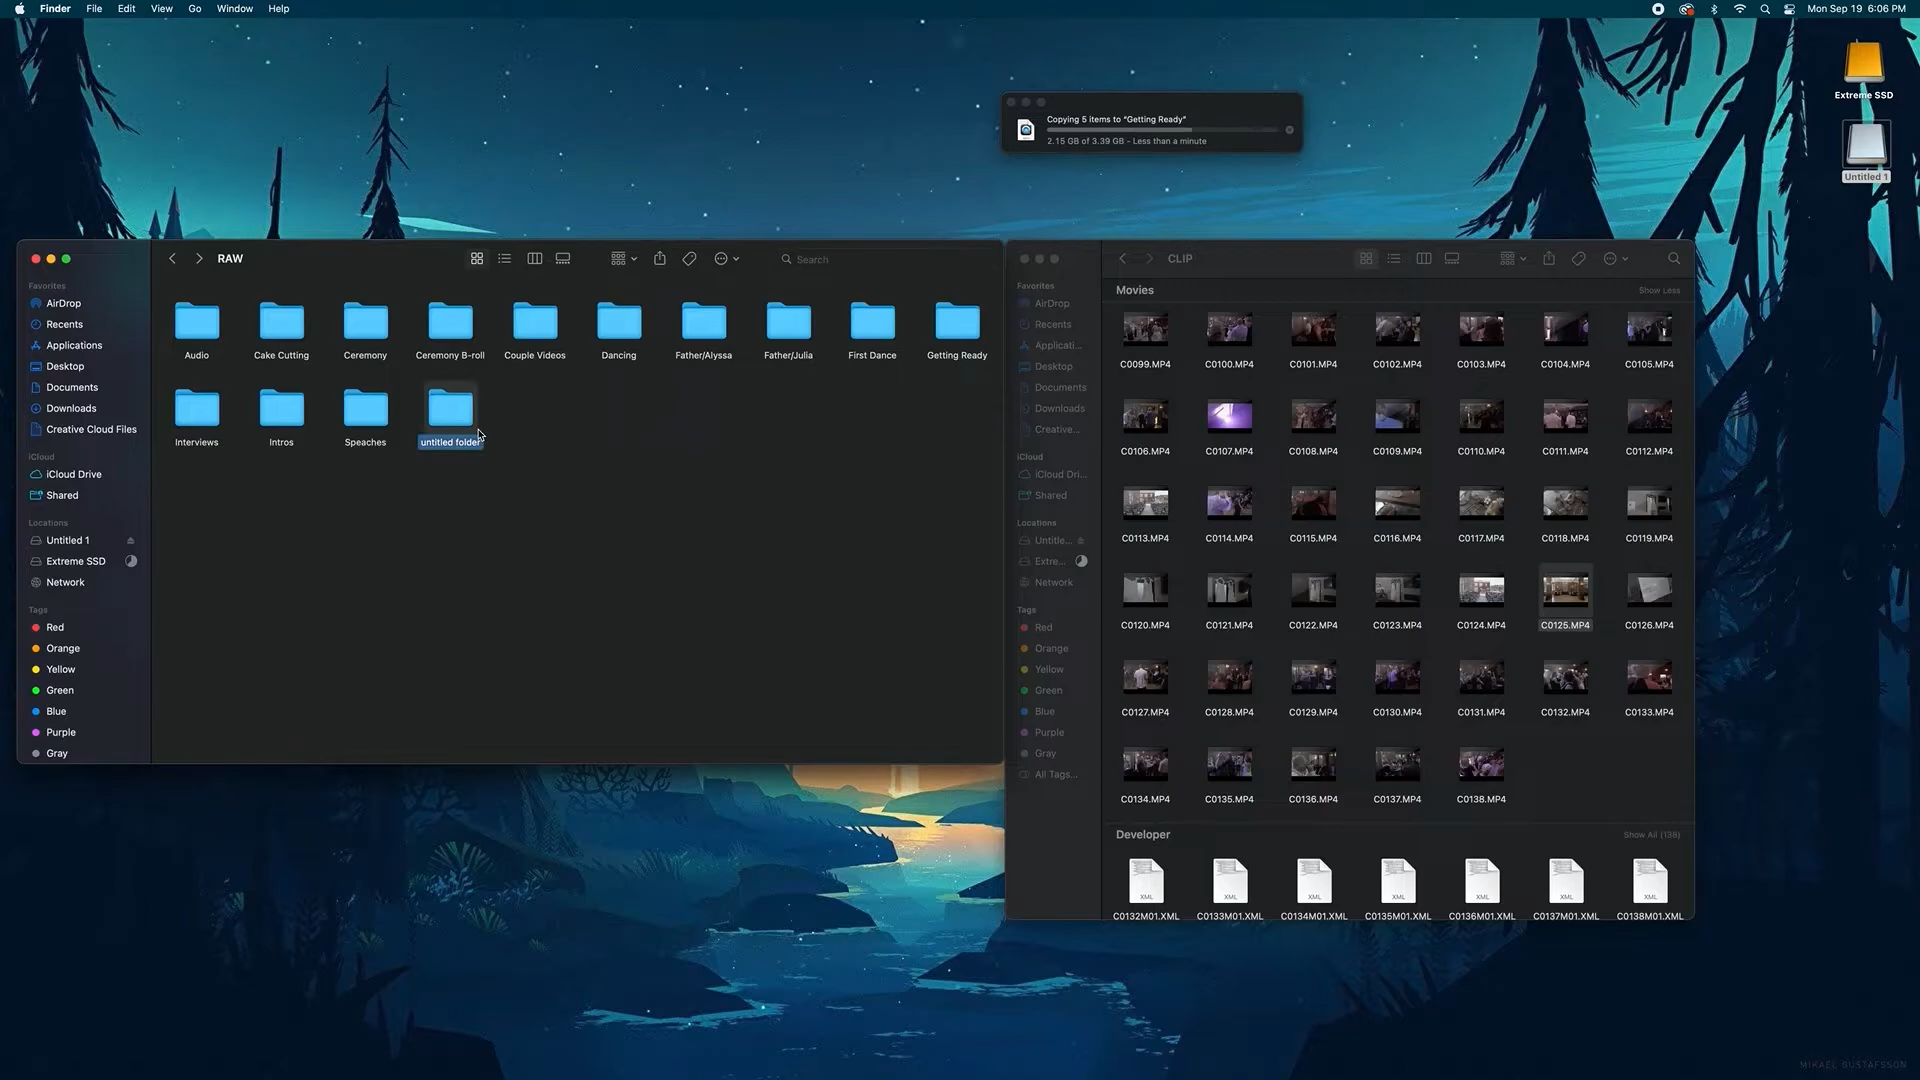 Finder File Edit View Go Window Help
Mon Sep 19 6:06 PM
Extreme SSD
Untitled 1
Copying 5 items to "Getting Ready"
2.15 GB of 3.39 GB - Less than a minute
RAW
Search
Favorites
AirDrop
Recents
Applications
Desktop
Documents
Downloads
Creative Cloud Files
iCloud
iCloud Drive
Shared
Locations
Untitled 1
Extreme SSD
Network
Tags
Red
Orange
Yellow
Green
Blue
Purple
Gray
Audio Cake Cutting Ceremony Ceremony B-roll Couple Videos Dancing Father/Alyssa Father/Julia First Dance Getting Ready
Interviews Intros Speaches untitled folder
CLIP
Favorites
AirDrop
Recents
Applicati...
Desktop
Documents
Downloads
Creative...
iCloud
iCloud Dri...
Shared
Locations
Untitle...
Extre...
Network
Tags
Red
Orange
Yellow
Green
Blue
Purple
Gray
All Tags...
Movies Show Less
C0099.MP4 C0100.MP4 C0101.MP4 C0102.MP4 C0103.MP4 C0104.MP4 C0105.MP4
C0106.MP4 C0107.MP4 C0108.MP4 C0109.MP4 C0110.MP4 C0111.MP4 C0112.MP4
C0113.MP4 C0114.MP4 C0115.MP4 C0116.MP4 C0117.MP4 C0118.MP4 C0119.MP4
C0120.MP4 C0121.MP4 C0122.MP4 C0123.MP4 C0124.MP4 C0125.MP4 C0126.MP4
C0127.MP4 C0128.MP4 C0129.MP4 C0130.MP4 C0131.MP4 C0132.MP4 C0133.MP4
C0134.MP4 C0135.MP4 C0136.MP4 C0137.MP4 C0138.MP4
Developer Show All (138)
XML XML XML XML XML XML XML
C0132M01.XML C0133M01.XML C0134M01.XML C0135M01.XML C0136M01.XML C0137M01.XML C0138M01.XML
MIKAEL GUSTAFSSON